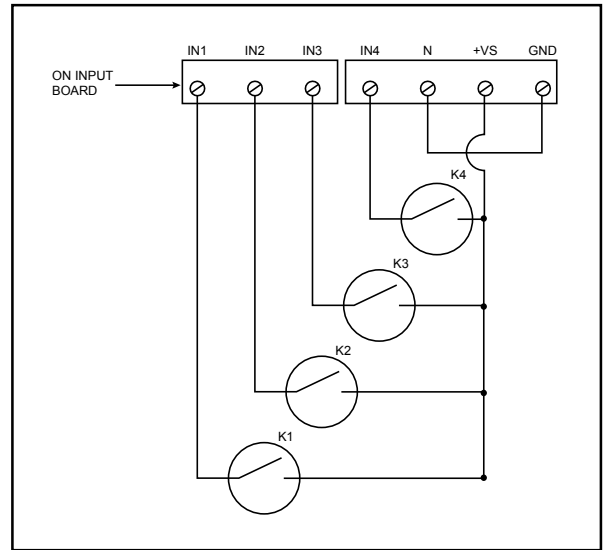 IN1 IN2 IN3 IN4 N +VS GND
ON INPUT
BOARD
K4
K3
K2
K1